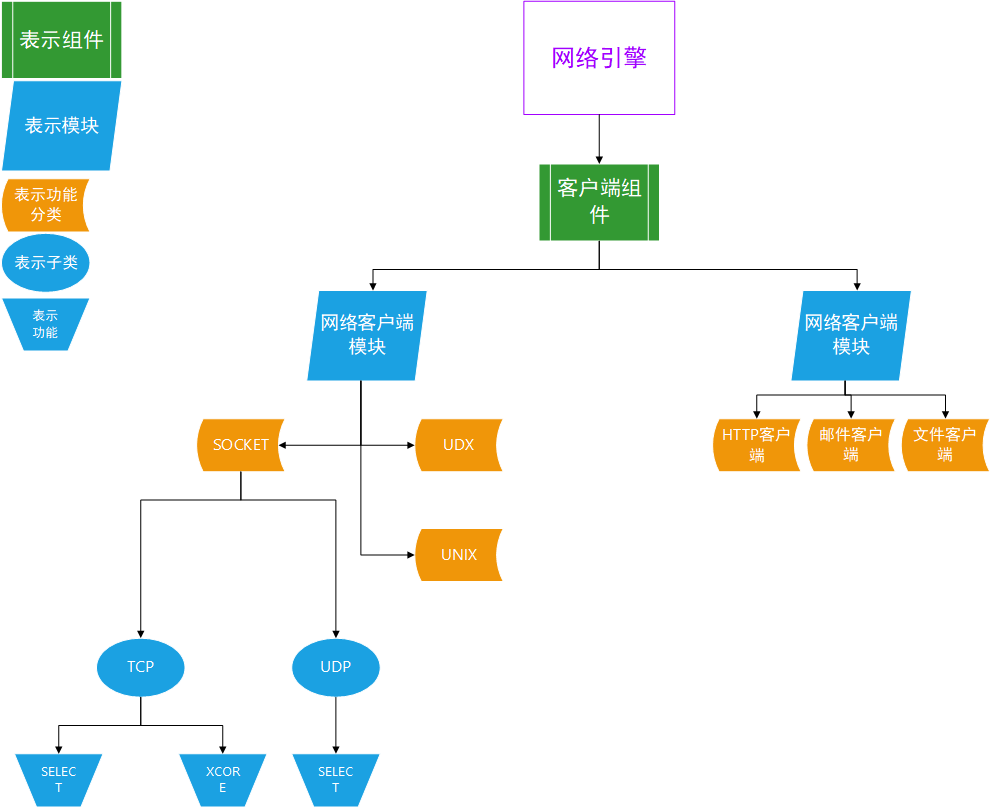 表示组件
表示模块
表示功能
分类
表示子类
表示
功能
网络引擎
客户端组
件
网络客户端
模块
网络客户端
模块
SOCKET
UDX
UNIX
HTTP客户
端
邮件客户
端
文件客户
端
TCP
UDP
SELEC
T
XCOR
E
SELEC
T